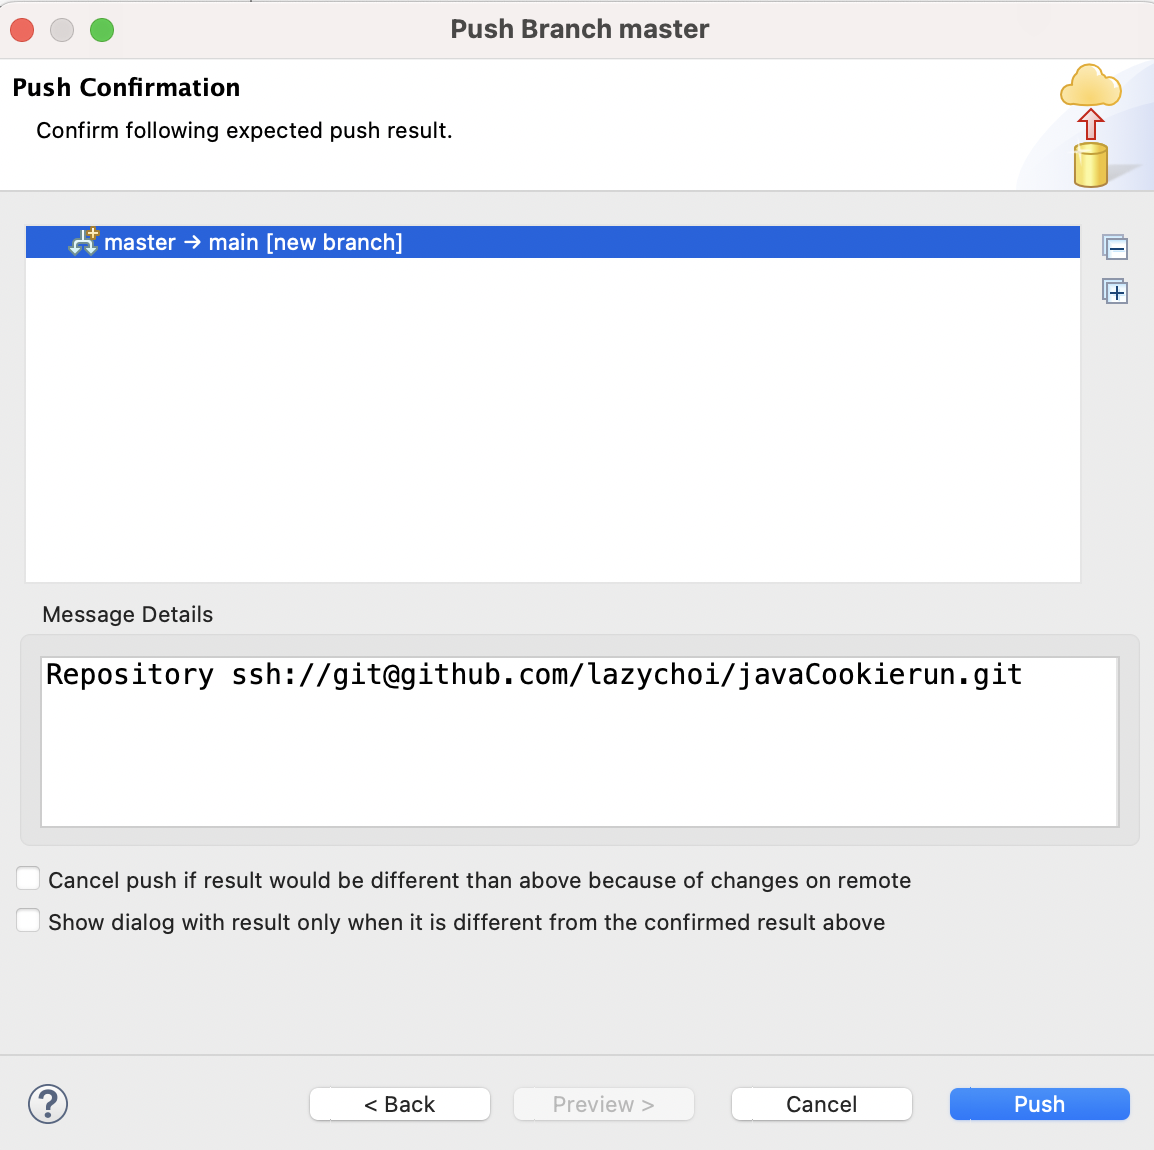 Push Branch master
Push Confirmation
Confirm following expected push result.
master → main [new branch]
Message Details
Repository ssh://git@github.com/lazychoi/javaCookierun.git
Cancel push if result would be different than above because of changes on remote
Show dialog with result only when it is different from the confirmed result above
?
< Back
Preview >
Cancel
Push